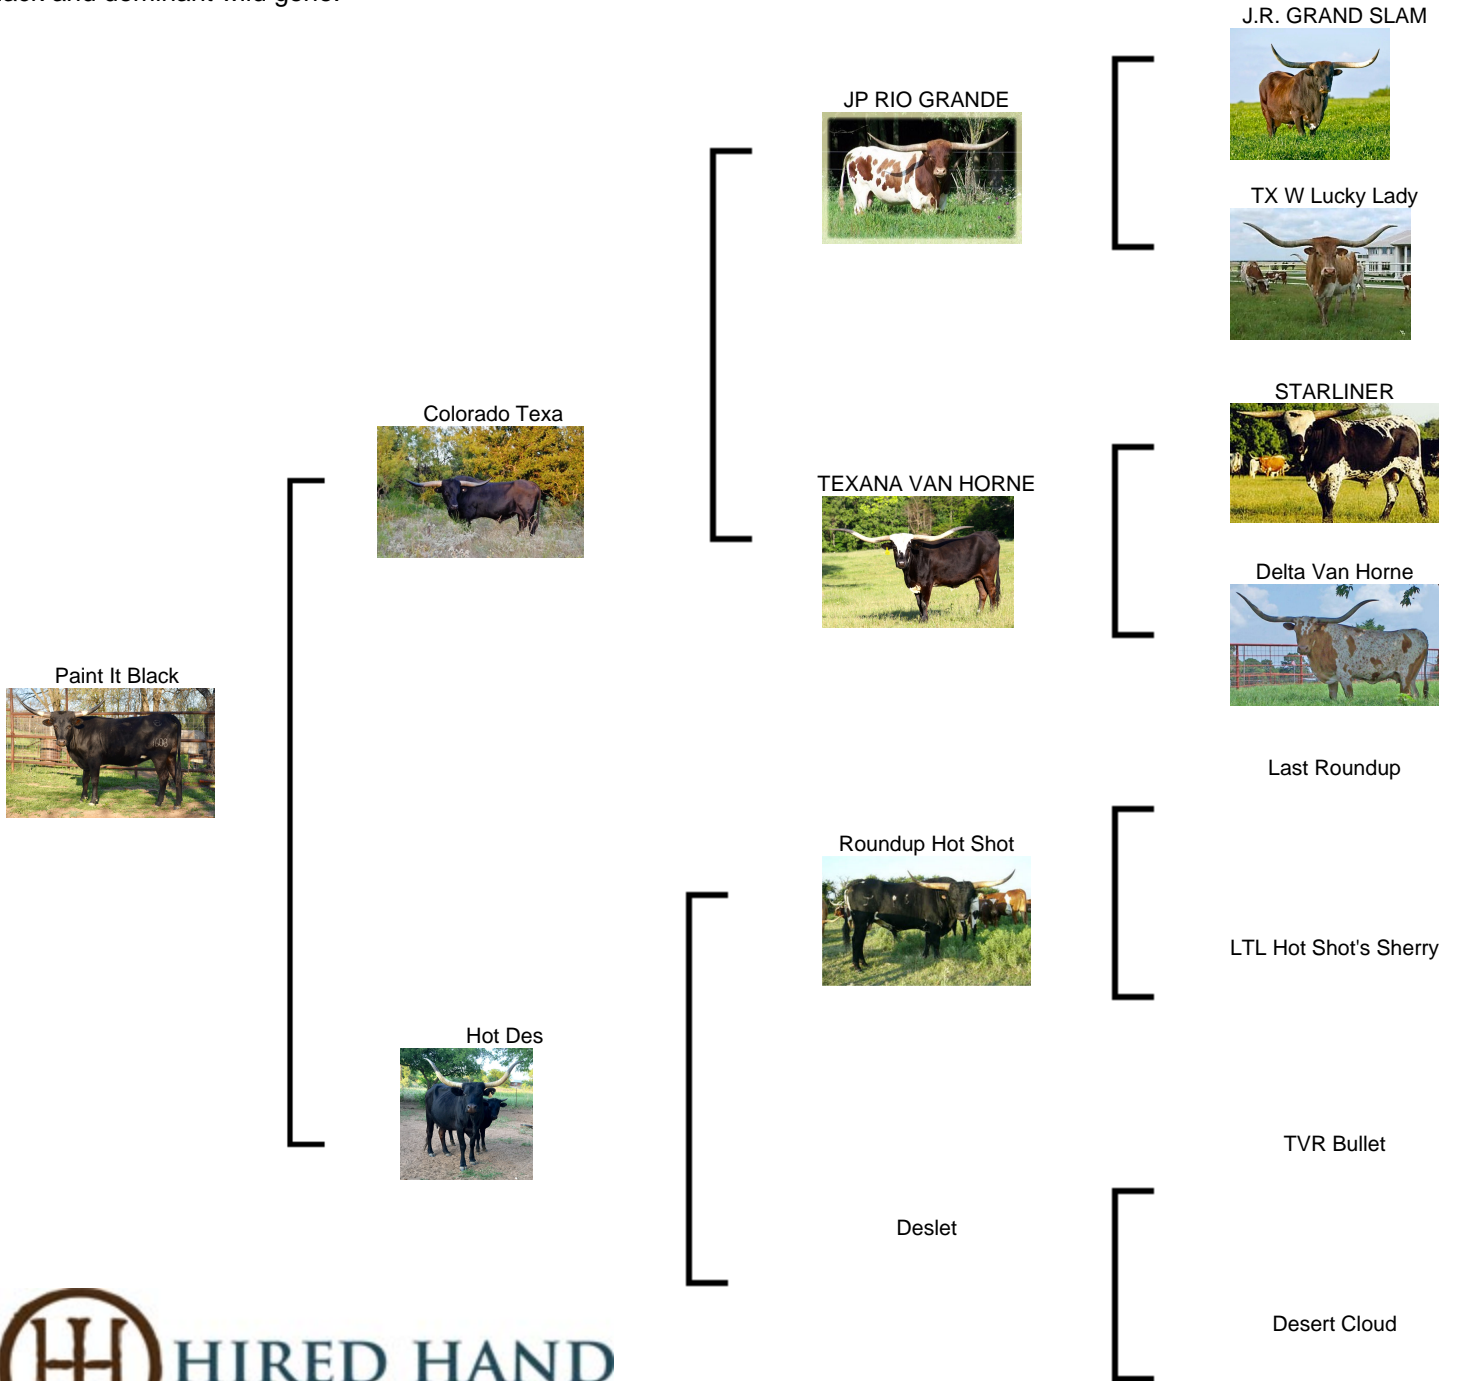 J.R. GRAND SLAM
JP RIO GRANDE
TX W Lucky Lady
STARLINER
Colorado Texa
TEXANA VAN HORNE
Delta Van Horne
Paint It Black
Last Roundup
Roundup Hot Shot
LTL Hot Shot's Sherry
Hot Des
TVR Bullet
Deslet
Desert Cloud
HIRED HAND